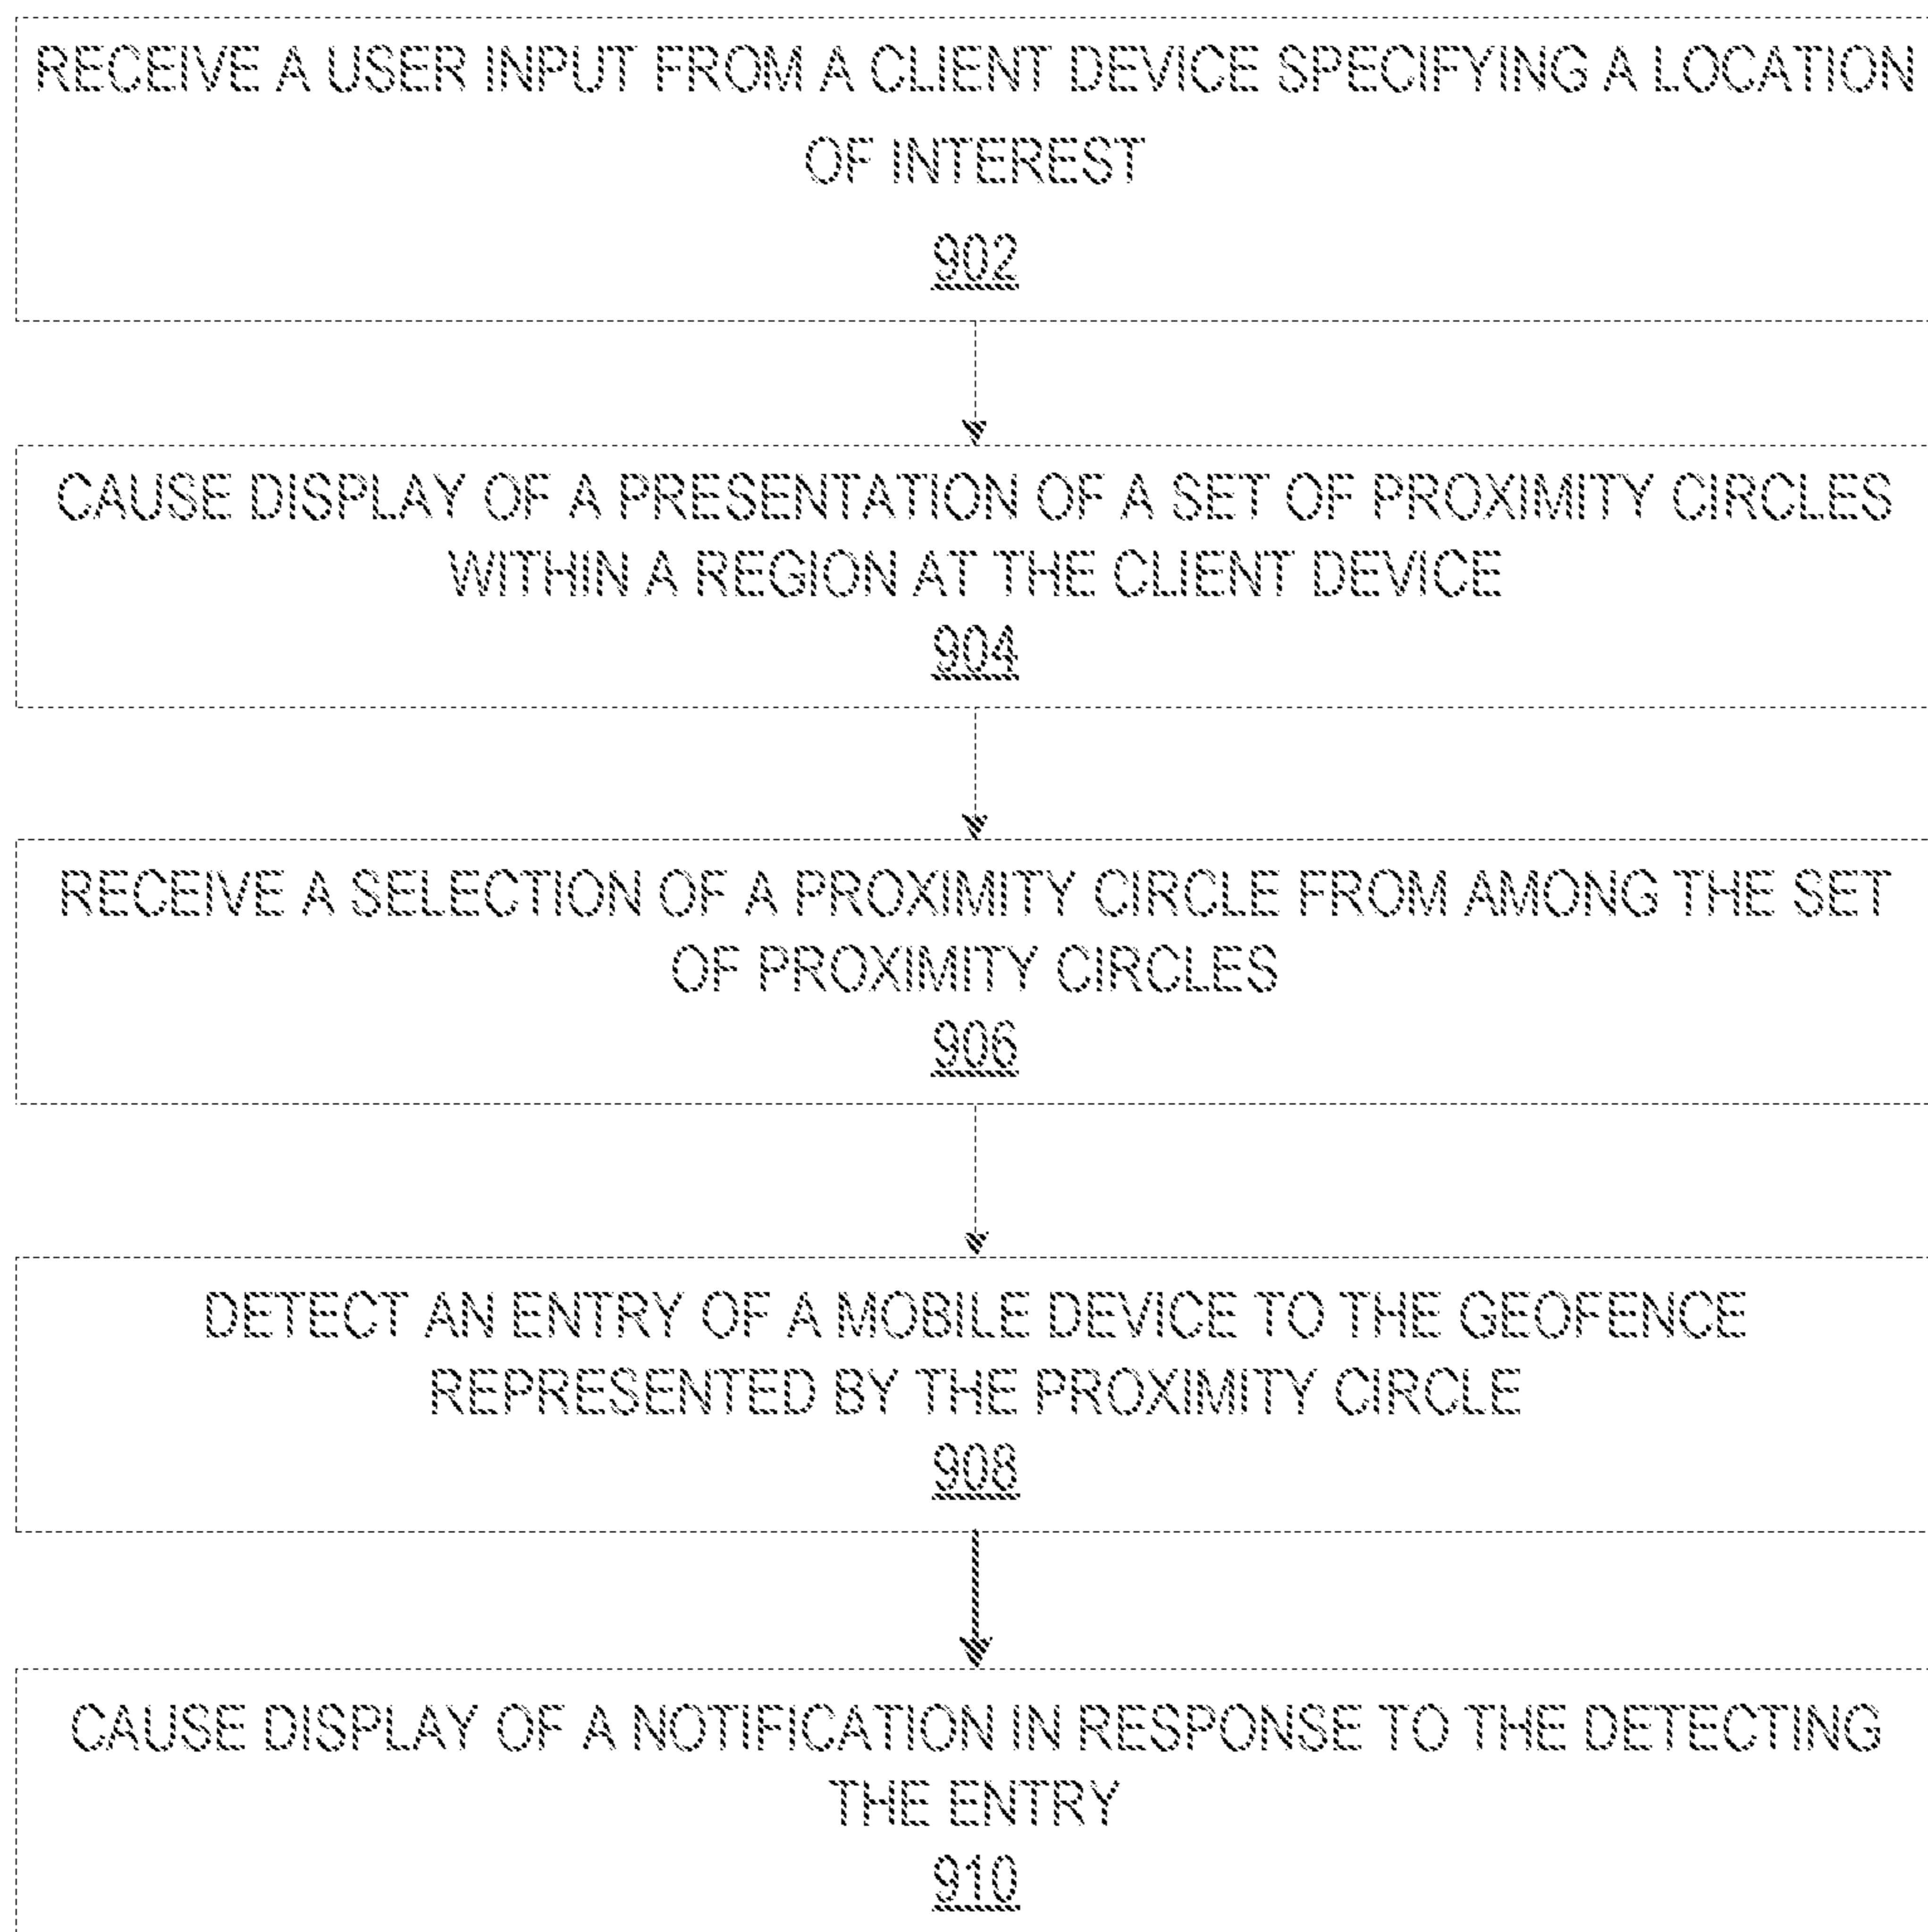 RECEIVE A USER INPUT FROM A CLIENT DEVICE SPECIFYING A LOCATION
OF INTEREST
902
CAUSE DISPLAY OF A PRESENTATION OF A SET OF PROXIMITY CIRCLES
WITHIN A REGION AT THE CLIENT DEVICE
904
RECEIVE A SELECTION OF A PROXIMITY CIRCLE FROM AMONG THE SET
OF PROXIMITY CIRCLES
906
DETECT AN ENTRY OF A MOBILE DEVICE TO THE GEOFENCE
REPRESENTED BY THE PROXIMITY CIRCLE
908
CAUSE DISPLAY OF A NOTIFICATION IN RESPONSE TO THE DETECTING
THE ENTRY
910